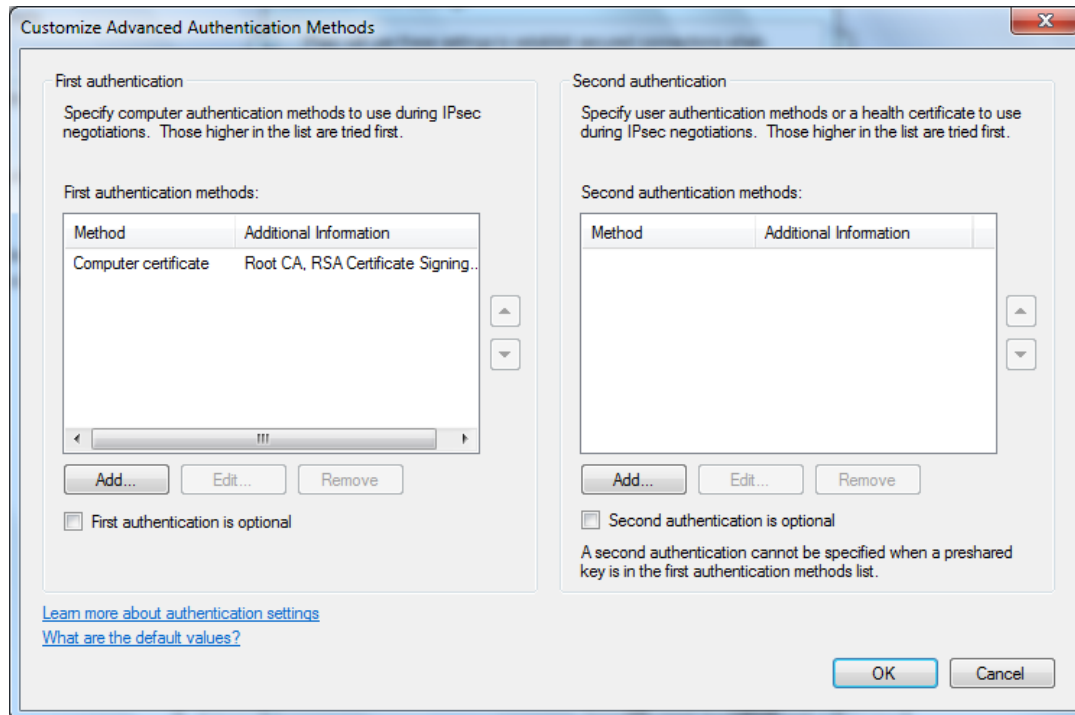 Customize Advanced Authentication Methods
First authentication
Specify computer authentication methods to use during IPsec
negotiations. Those higher in the list are tried first.
First authentication methods:
Method Additional Information
Computer certificate Root CA, RSA Certificate Signing..
Add... Edit... Remove
First authentication is optional
Second authentication
Specify user authentication methods or a health certificate to use
during IPsec negotiations. Those higher in the list are tried first.
Second authentication methods:
Method Additional Information
Add... Edit... Remove
Second authentication is optional
A second authentication cannot be specified when a preshared
key is in the first authentication methods list.
Learn more about authentication settings
What are the default values?
OK Cancel